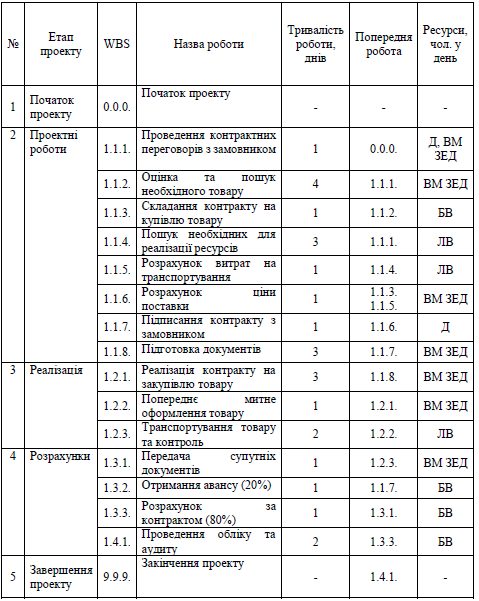 №
Етап
проекту
WBS
Назва роботи
Тривалість
роботи,
днів
Попередня
робота
Ресурси,
чол. у
день
1
Початок
проекту
0.0.0.
Початок проекту
-
-
-
2
Проектні
роботи
1.1.1.
Проведення контрактних
переговорів з замовником
1
0.0.0.
Д, ВМ
ЗЕД
1.1.2.
Оцінка та пошук
необхідного товару
4
1.1.1.
ВМ ЗЕД
1.1.3.
Складання контракту на
купівлю товару
1
1.1.2.
БВ
1.1.4.
Пошук необхідних для
реалізації ресурсів
3
1.1.1.
ЛВ
1.1.5.
Розрахунок витрат на
транспортування
1
1.1.4.
ЛВ
1.1.6.
Розрахунок ціни
поставки
1
1.1.3.
1.1.5.
ВМ ЗЕД
1.1.7.
Підписання контракту з
замовником
1
1.1.6.
Д
1.1.8.
Підготовка документів
3
1.1.7.
ВМ ЗЕД
3
Реалізація
1.2.1.
Реалізація контракту на
закупівлю товару
3
1.1.8.
ВМ ЗЕД
1.2.2.
Попереднє митне
оформлення товару
1
1.2.1.
ВМ ЗЕД
1.2.3.
Транспортування товару
та контроль
2
1.2.2.
ЛВ
4
Розрахунки
1.3.1.
Передача супутніх
документів
1
1.2.3.
ВМ ЗЕД
1.3.2.
Отримання авансу (20%)
1
1.1.7.
БВ
1.3.3.
Розрахунок за
контрактом (80%)
1
1.3.1.
БВ
1.4.1.
Проведення обліку та
аудиту
2
1.3.3.
БВ
5
Завершення
проекту
9.9.9.
Закінчення проекту
-
1.4.1.
-